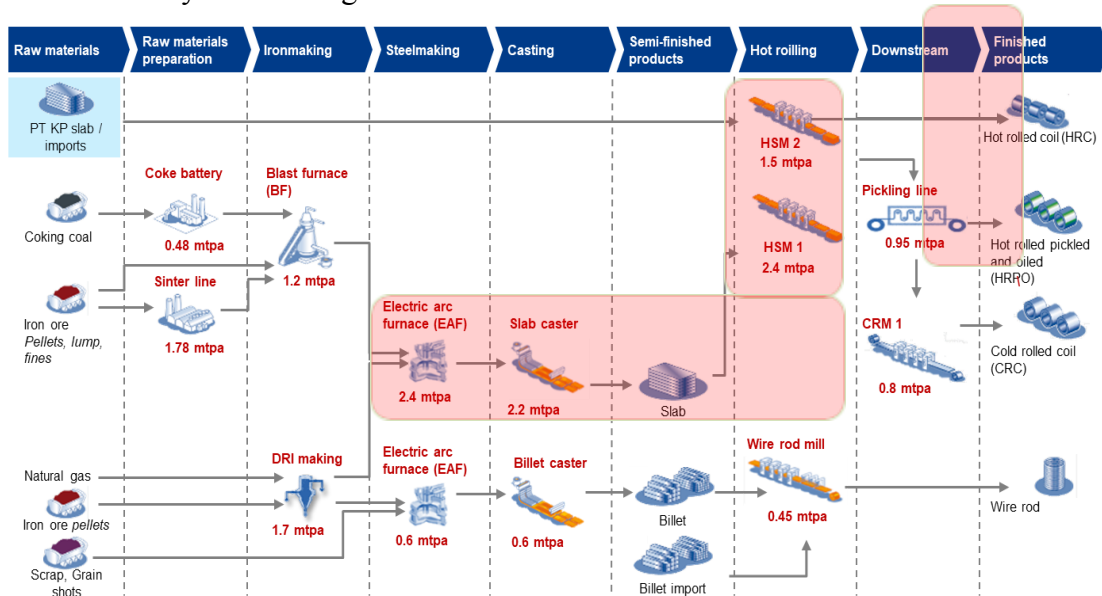 Raw materials
Raw materials
preparation
Ironmaking
Steelmaking
Casting
Semi-finished
products
Hot roilling
Downstream
Finished
products
PT KP slab /
imports
Coking coal
Iron ore
Pellets, lump,
fines
Natural gas
Iron ore pellets
Scrap, Grain
shots
Coke battery
0.48 mtpa
Sinter line
1.78 mtpa
Blast furnace
(BF)
1.2 mtpa
DRI making
1.7 mtpa
Electric arc
furnace (EAF)
2.4 mtpa
Electric arc
furnace (EAF)
0.6 mtpa
Slab caster
2.2 mtpa
Billet caster
0.6 mtpa
Slab
Billet
Billet import
HSM 2
1.5 mtpa
HSM 1
2.4 mtpa
Wire rod mill
0.45 mtpa
Pickling line
0.95 mtpa
CRM 1
0.8 mtpa
Hot rolled coil (HRC)
Hot rolled pickled
and oiled
(HRPO)
Cold rolled coil
(CRC)
Wire rod